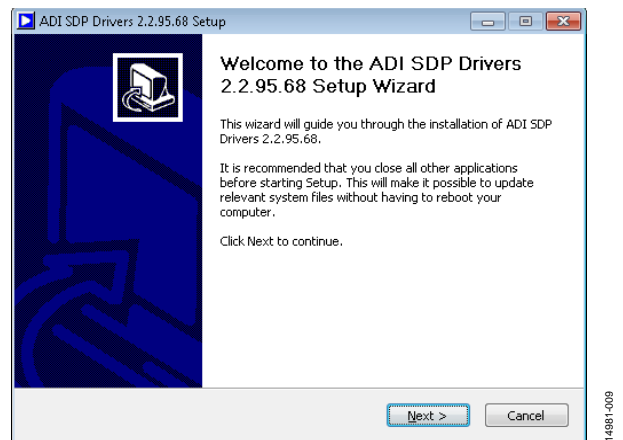 ADI SDP Drivers 2.2.95.68 Setup
Welcome to the ADI SDP Drivers
2.2.95.68 Setup Wizard
This wizard will guide you through the installation of ADI SDP
Drivers 2.2.95.68.
It is recommended that you close all other applications
before starting Setup. This will make it possible to update
relevant system files without having to reboot your
computer.
Click Next to continue.
Next >
Cancel
14981-009